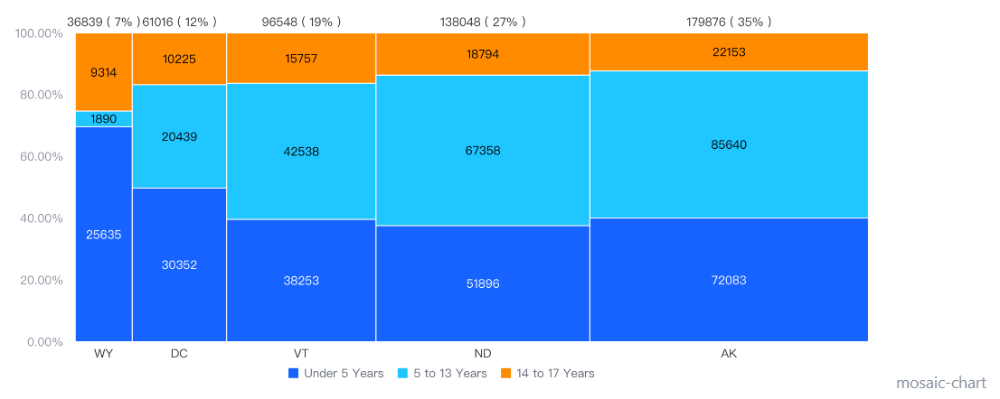 36839 ( 7% ) 61016 ( 12% ) 96548 ( 19% ) 138048 ( 27% ) 179876 ( 35% )
100.00%
80.00%
60.00%
40.00%
20.00%
0.00%
9314 10225 15757 18794 22153
1890 20439 42538 67358 85640
25635 30352 38253 51896 72083
WY DC VT ND AK
Under 5 Years 5 to 13 Years 14 to 17 Years
mosaic-chart